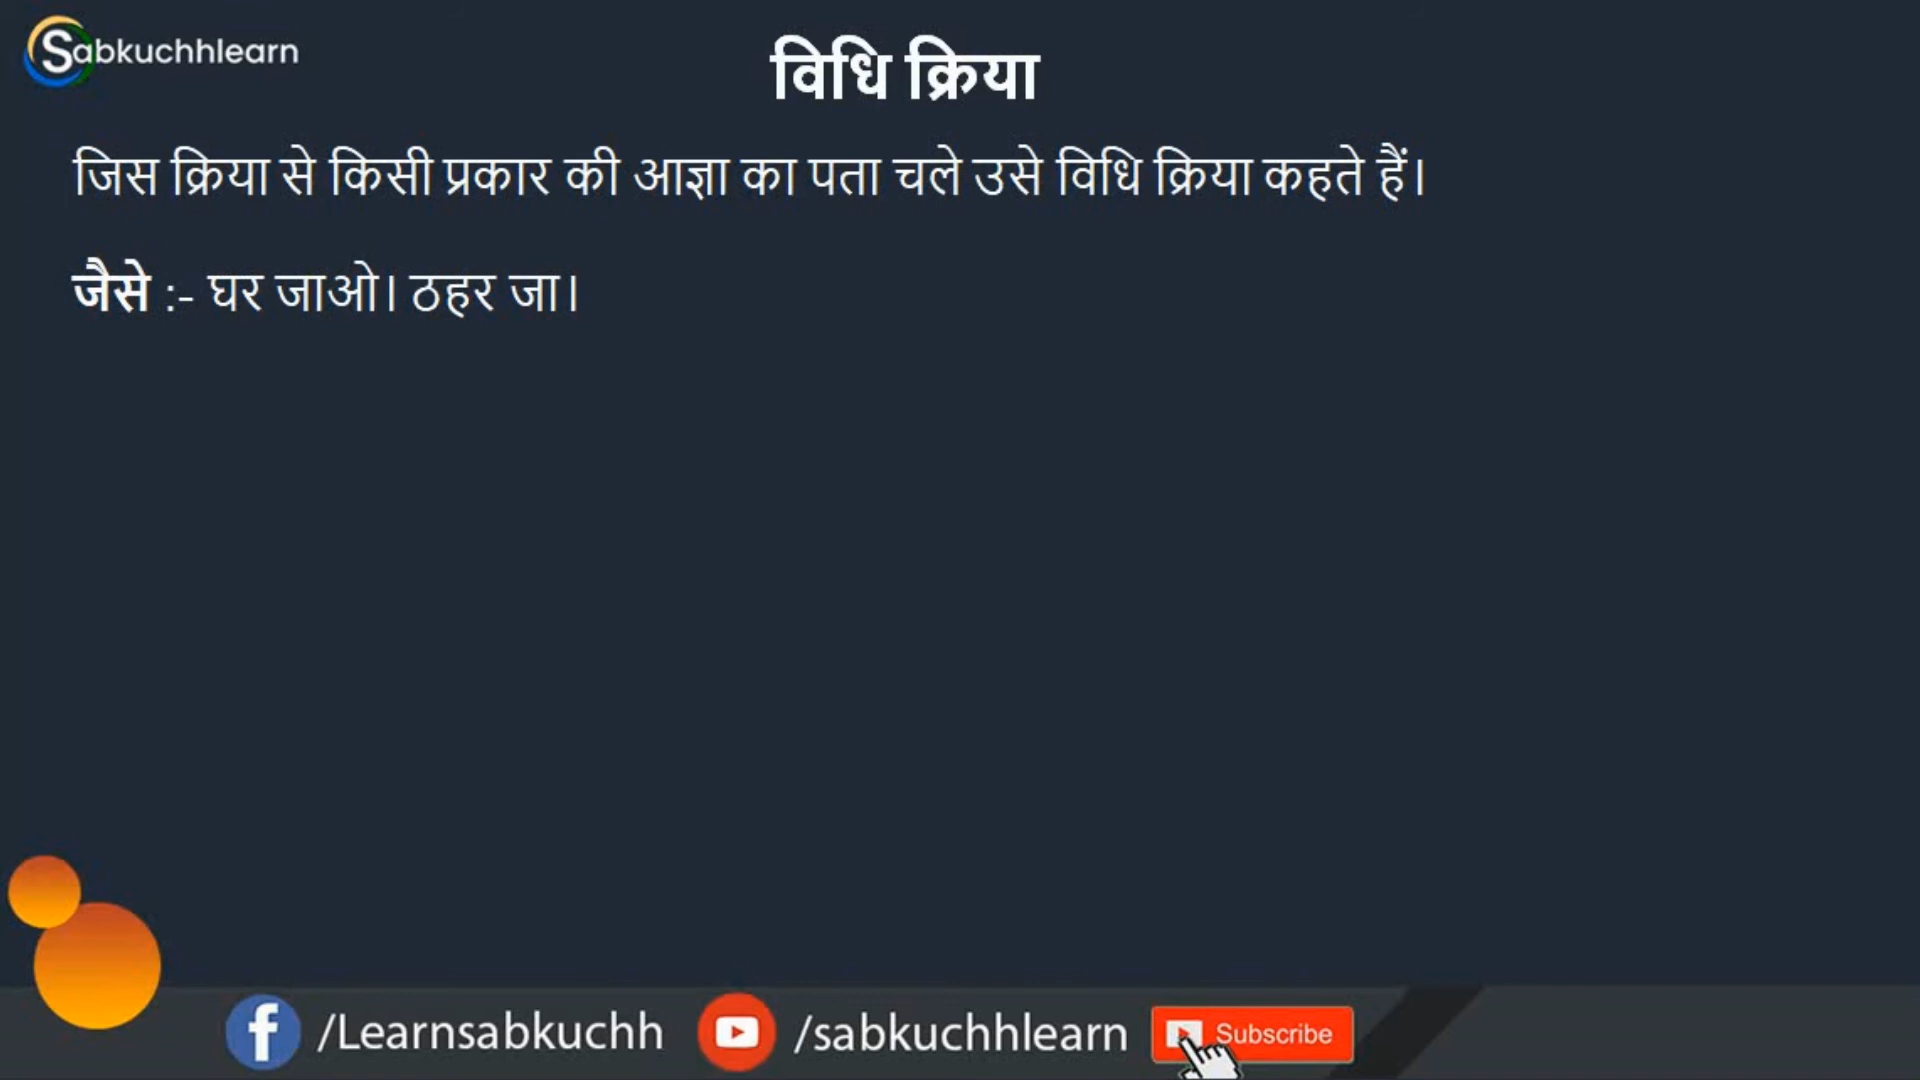 Sabkuchhlearn
विधि क्रिया
जिस क्रिया से किसी प्रकार की आज्ञा का पता चले उसे विधि क्रिया कहते हैं।
जैसे :- घर जाओ। ठहर जा।
/Learnsabkuchh /sabkuchhlearn Subscribe